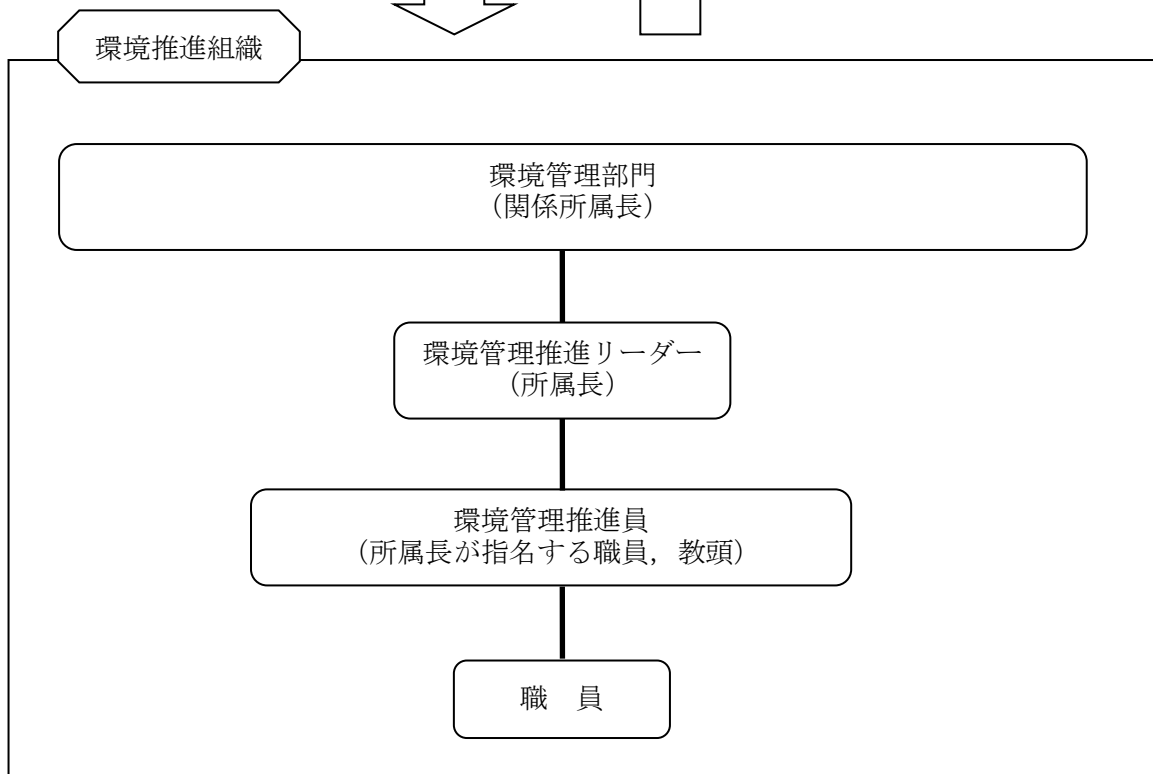 環境推進組織
環境管理部門
（関係所属長）
環境管理推進リーダー
（所属長）
環境管理推進員
（所属長が指名する職員，教頭）
職　員